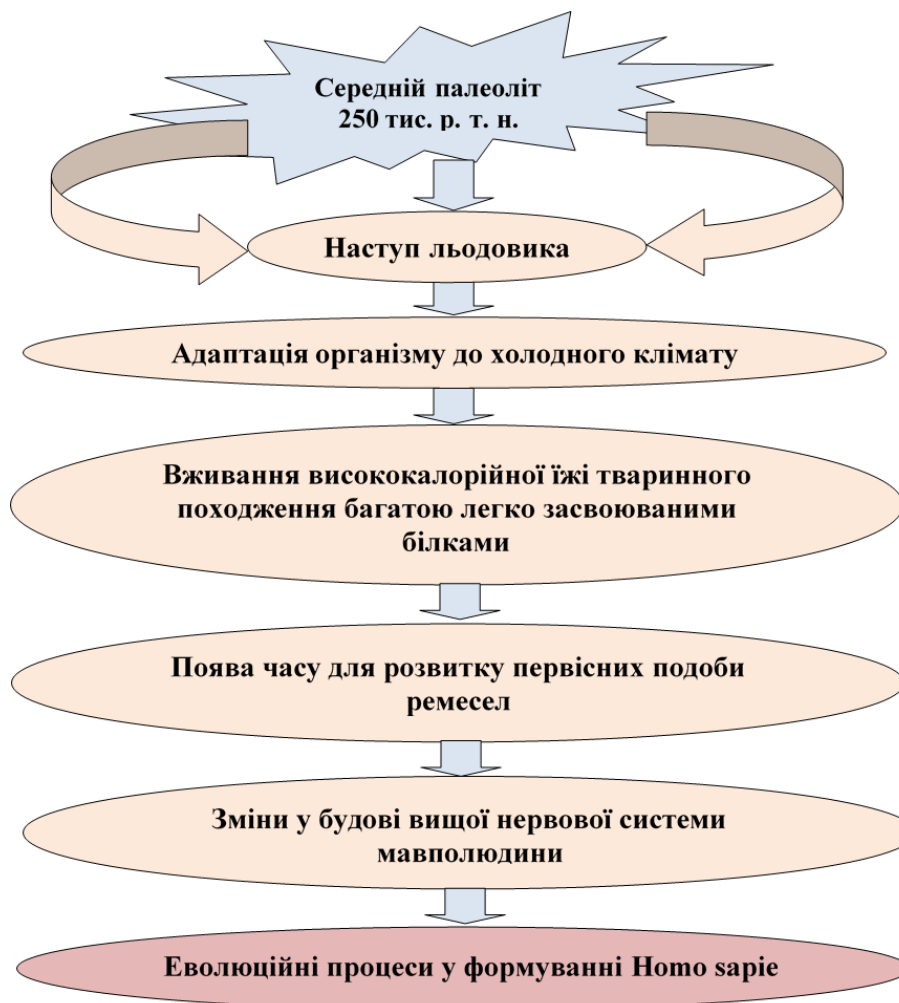 Середній палеоліт
250 тис. р. т. н.
Наступ льодовика
Адаптація організму до холодного клімату
Вживання висококалорійної їжі тваринного
походження багатою легко засвоюваними
білками
Поява часу для розвитку первісних подоби
ремесел
Зміни у будові вищої нервової системи
мавполюдини
Еволюційні процеси у формуванні Homo sapie